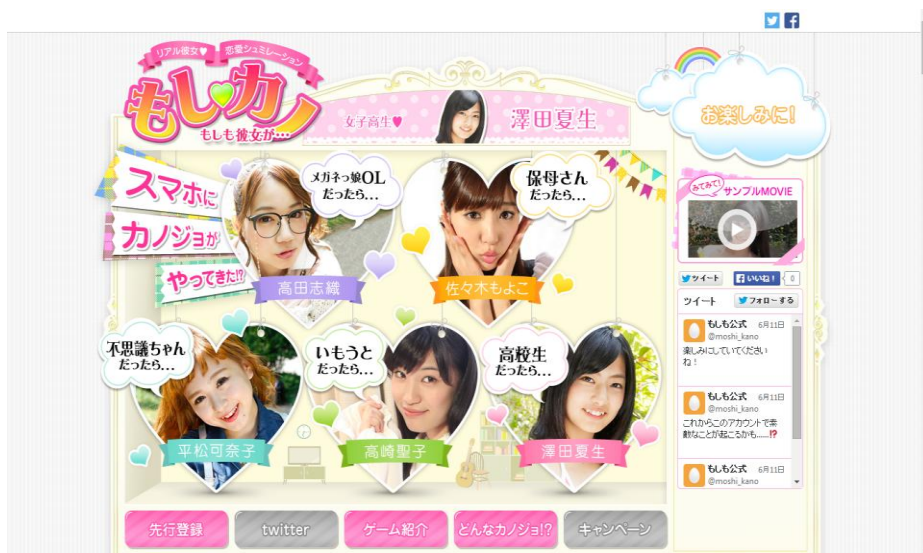 リアル彼女♥ 恋愛シュミレーション
もし♥カノ
もしも彼女が…
女子高生♥ 澤田夏生
お楽しみに!
スマホに
カノジョが
やってきた!?
メガネっ娘OL
だったら…
高田志織
保母さん
だったら…
佐々木もよこ
不思議ちゃん
だったら…
平松可奈子
いもうと
だったら…
高崎聖子
高校生
だったら…
澤田夏生
みてみて!
サンプルMOVIE
ツイート いいね! 0
ツイート フォローする
もしも公式 6月11日
@moshi_kano
楽しみにしていてください
ね!
もしも公式 6月11日
@moshi_kano
これからこのアカウントで素
敵なことが起こるかも……!?
もしも公式 6月11日
@moshi_kano
先行登録 twitter ゲーム紹介 どんなカノジョ!? キャンペーン